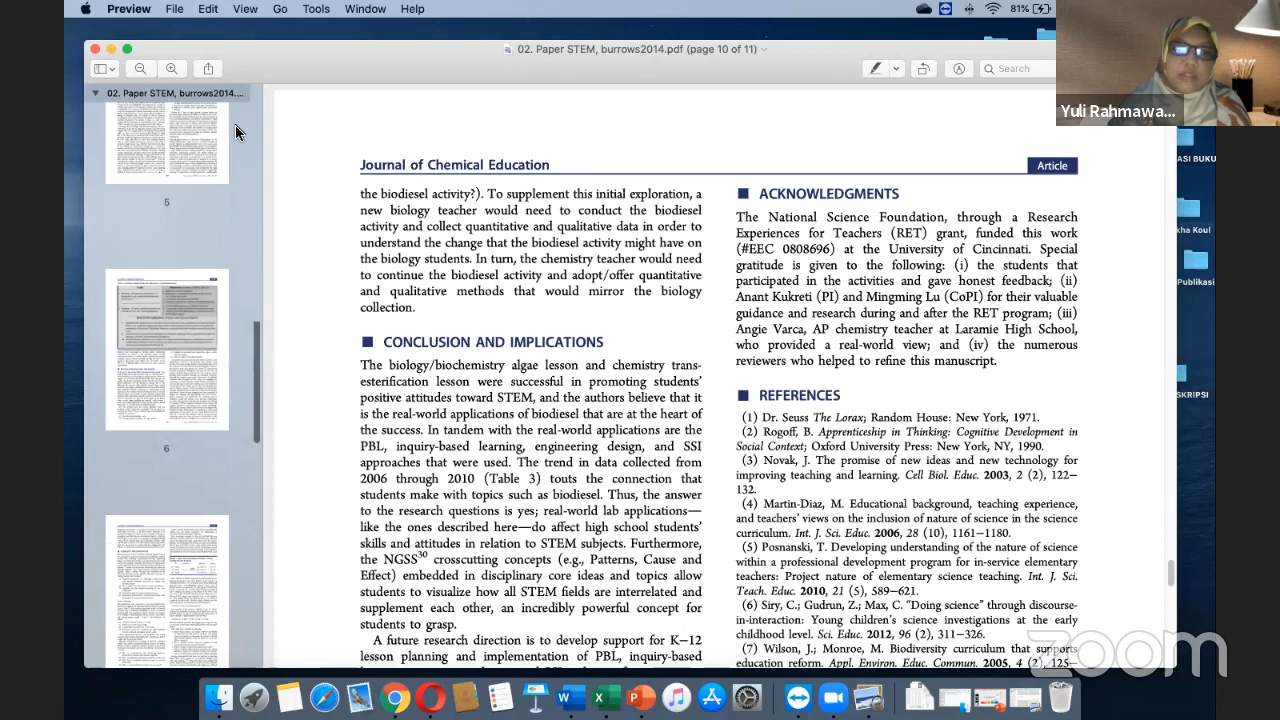 Preview File Edit View Go Tools Window Help
81%
02. Paper STEM, burrows2014.pdf (page 10 of 11)
Search
Yuli Rahmawa...
02. Paper STEM, burrows2014....
5
6
Journal of Chemical Education
Article
the biodiesel activity?). To supplement this initial exploration, a
new biology teacher would need to conduct the biodiesel
activity and collect quantitative and qualitative data in order to
understand the change that the biodiesel activity might have on
the biology students. In turn, the chemistry teacher would need
to continue the biodiesel activity and adopt/offer quantitative
and qualitative methods that would mirror the biology
collection.
CONCLUSION AND IMPLICATIONS
The biology/biochemistry algae lesson and chemistry trans-
esterification lesson were successful in promoting students'
positive attitudes toward STEM, and the authors believe that it
is the real-world applications of biodiesel that are at the heart of
the success. In tandem with the real-world applications are the
PBL, inquiry-based learning, engineering design, and SSI
approaches that were used. The trend in data collected from
2006 through 2010 (Table 3) touts the connection that
students make with topics such as biodiesel. Thus, the answer
to the research questions is yes; real-world lab applications—
like the ones described here—do affect high school students'
skills and attitudes in relation to STEM subjects. Furthermore,
the NGSS30 crosscutting concepts (e.g., Patterns, Cause and
Effect) embedded in disciplinary core ideas and topics allow
students to visualize how all STEM fields are interrelated and
supplement each other, an incredibly powerful concept for
students to grasp.
A future research direction is to explore support for K−12
lesson planning and implementation of PBL, inquiry-based
ACKNOWLEDGMENTS
The National Science Foundation, through a Research
Experiences for Teachers (RET) grant, funded this work
(#EEC 0808696) at the University of Cincinnati. Special
gratitude is given to the following: (i) the students that
participated in the activities and gave honest feedback; (ii)
Anant Kukreti (PI) and Mingming Lu (CoPI) for their valuable
guidance and research during and after the RET program; (iii)
Angie Varca, AP chemistry teacher at Laramie High School,
who provided a real-world view; and (iv) the numerous
reviewers who helped to refine this manuscript.
REFERENCES
(1) Dr. Seuss The Lorax; Random House: New York, 1971.
(2) Rogoff, B. Apprenticeship in Thinking: Cognitive Development in
Social Context; Oxford University Press: New York, NY, 1990.
(3) Novak, J. The promise of new ideas and new technology for
improving teaching and learning. Cell Biol. Educ. 2003, 2 (2), 122−
132.
(4) Martin-Diaz, M. Educational background, teaching experience,
and teachers' views on the inclusion of nature of science in the science
curriculum. Int. J. Sci. Educ. 2006, 28 (10), 1161−1180.
(5) Posnanski, T. Developing understanding of the nature of science
within a professional development program for in-service elementary
teachers: Project nature of elementary science teaching. Int. J. Sci.
Teach. Educ. 2010, 21 (5), 589−621.
(6) Siry, C.; "Doing science" through discourse-
in-interaction: Young children's science investigations at the early
childhood level. Sci. Educ. 2012, 96 (2), 311−326.
(7) Wilson, J.; M. Biodiversity curriculum that supports
education reform. Appl. Environ. Educ. Commun. 2005, 4 125−
ASI BUKU
kha Koul
Publikasi
SKRIPSI
zoom